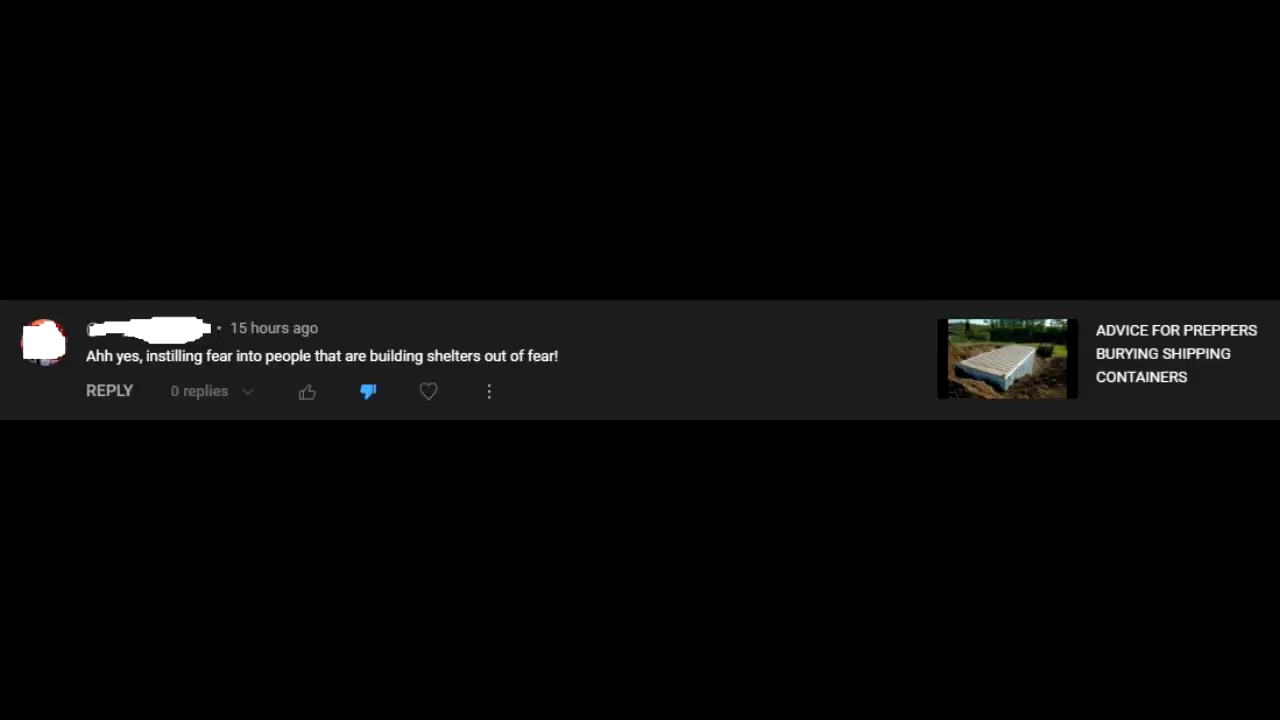 • 15 hours ago
Ahh yes, instilling fear into people that are building shelters out of fear!
REPLY 0 replies
ADVICE FOR PREPPERS
BURYING SHIPPING
CONTAINERS